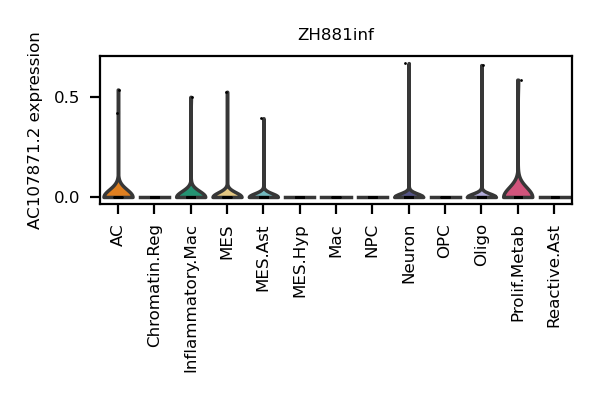 ZH881inf
AC107871.2 expression
0.5
0.0
AC
Chromatin.Reg
Inflammatory.Mac
MES
MES.Ast
MES.Hyp
Mac
NPC
Neuron
OPC
Oligo
Prolif.Metab
Reactive.Ast